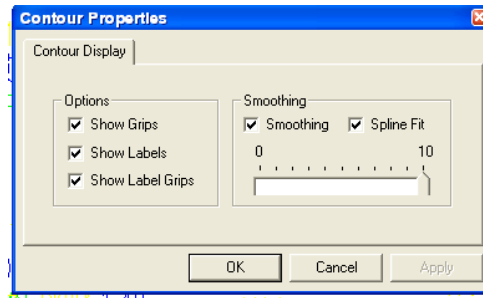 Contour Properties
Contour Display
Options
Show Grips
Show Labels
Show Label Grips
Smoothing
Smoothing Spline Fit
0 10
OK Cancel Apply